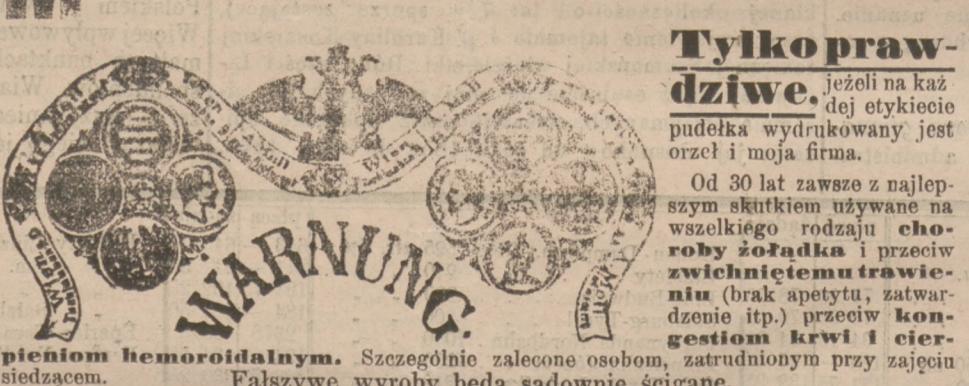 Tylko praw-
dziwe, jeżeli na każ
dej etykiecie
pudełka wydrukowany jest
orzeł i moja firma.
Od 30 lat zawsze z najlep-
szym skutkiem używane na
wszelkiego rodzaju cho-
roby żołądka i przeciw
zwichniętemu trawie-
niu (brak apetytu, zatwar-
dzenie itp.) przeciw kon-
gestiom krwi i cier-
WARNUNG.
pieniom hemoroidalnym. Szczególnie zalecone osobom, zatrudnionym przy zajęciu
siedzącem.
Fałszywe wyroby będą sądownie ścigane.